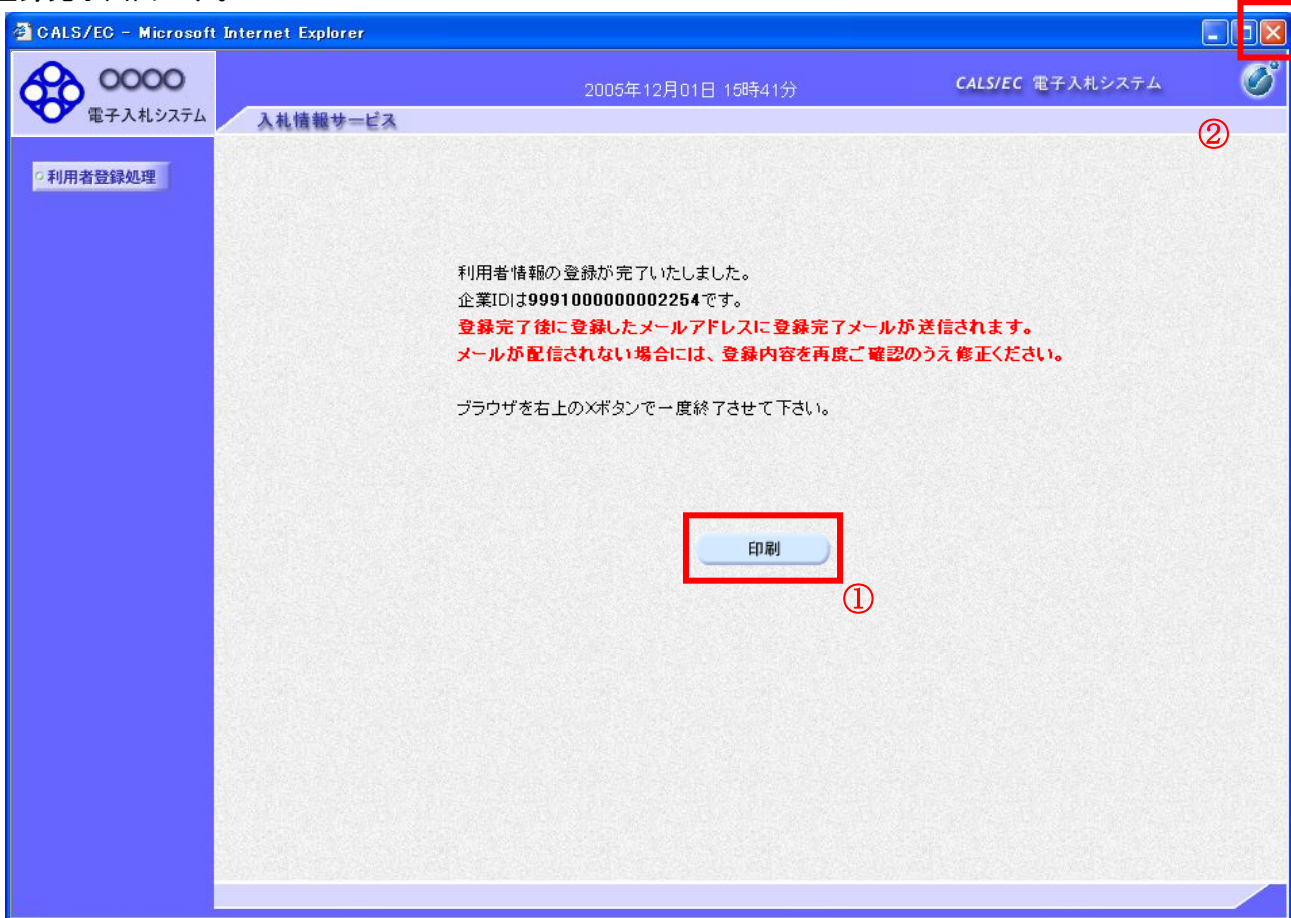 CALS/EC - Microsoft Internet Explorer
OOOO
電子入札システム
2005年12月01日 15時41分
CALS/EC 電子入札システム
入札情報サービス
②
利用者登録処理
利用者情報の登録が完了いたしました。
企業IDは9991000000002254です。
登録完了後に登録したメールアドレスに登録完了メールが送信されます。
メールが配信されない場合には、登録内容を再度ご確認のうえ修正ください。
ブラウザを右上の×ボタンで一度終了させて下さい。
印刷
①